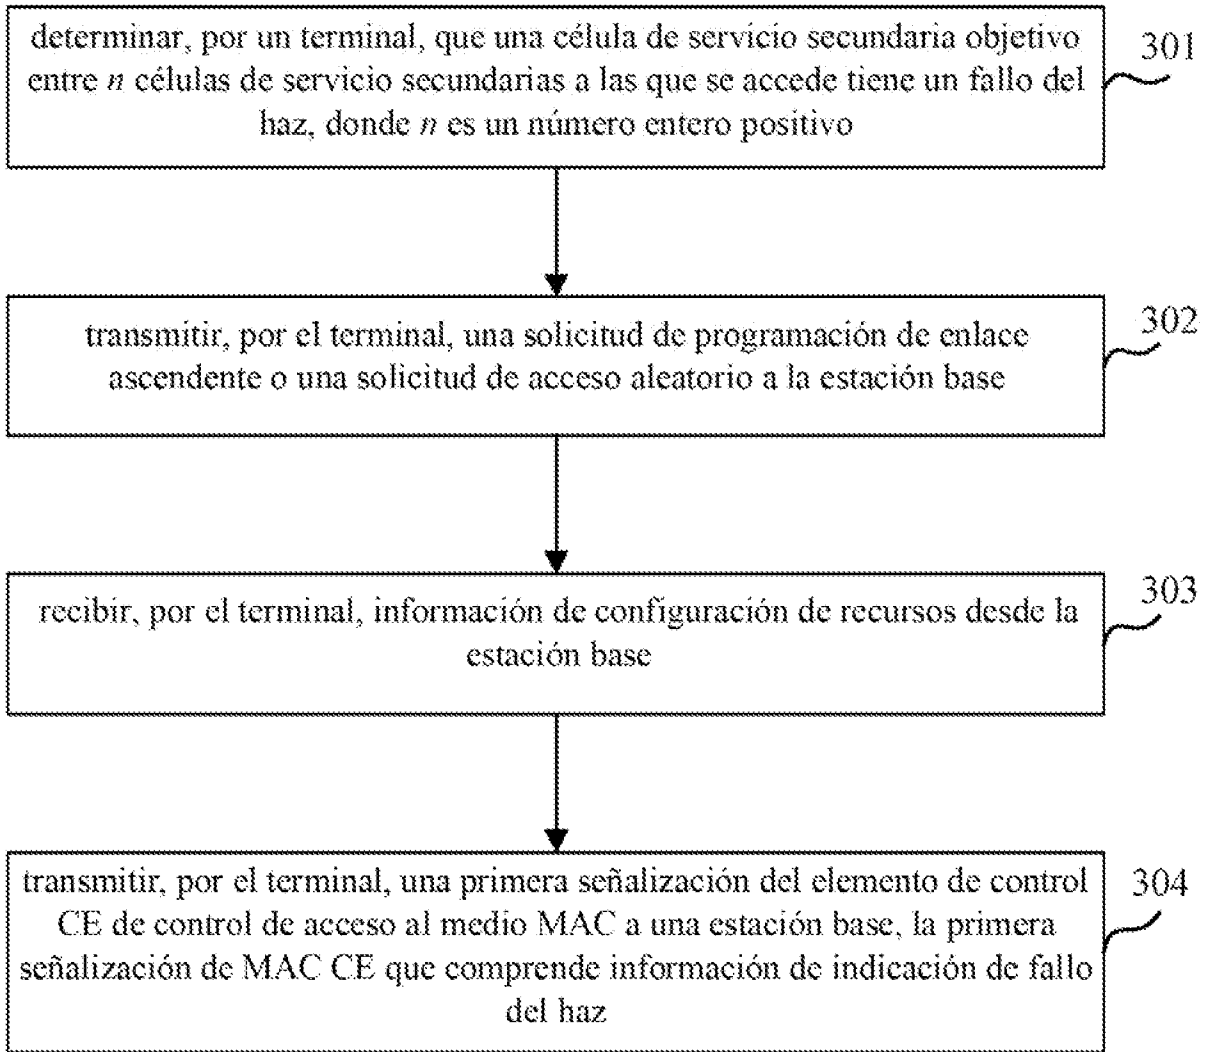 determinar, por un terminal, que una célula de servicio secundaria objetivo
entre n células de servicio secundarias a las que se accede tiene un fallo del
haz, donde n es un número entero positivo
301
transmitir, por el terminal, una solicitud de programación de enlace
ascendente o una solicitud de acceso aleatorio a la estación base
302
recibir, por el terminal, información de configuración de recursos desde la
estación base
303
transmitir, por el terminal, una primera señalización del elemento de control
CE de control de acceso al medio MAC a una estación base, la primera
señalización de MAC CE que comprende información de indicación de fallo
del haz
304